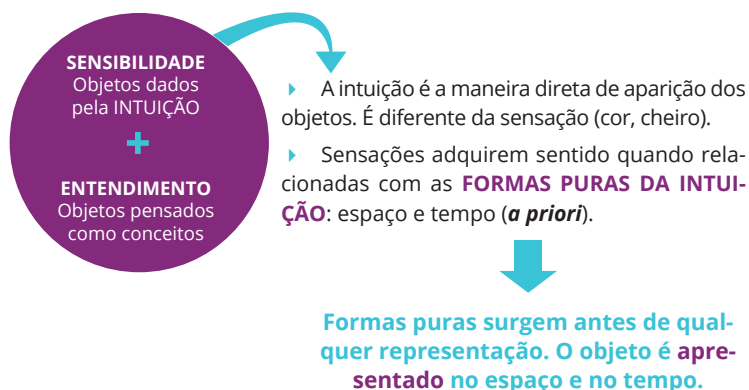 SENSIBILIDADE
Objetos dados
pela INTUIÇÃO
+
ENTENDIMENTO
Objetos pensados
como conceitos
A intuição é a maneira direta de aparição dos
objetos. É diferente da sensação (cor, cheiro).
Sensações adquirem sentido quando rela-
cionadas com as FORMAS PURAS DA INTUI-
ÇÃO: espaço e tempo (a priori).
Formas puras surgem antes de qual-
quer representação. O objeto é apre-
sentado no espaço e no tempo.